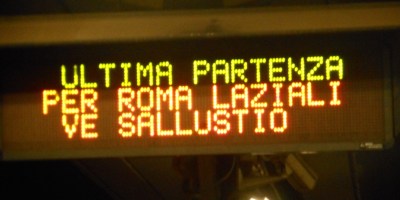 ULTIMA PARTENZA
PER ROMA LAZIALI
VE SALLUSTIO